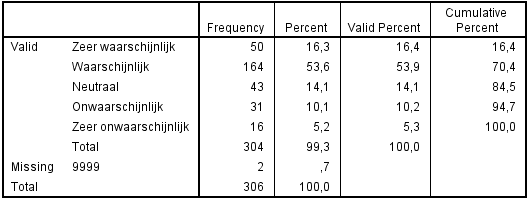 Frequency Percent Valid Percent Cumulative Percent
Valid Zeer waarschijnlijk 50 16,3 16,4 16,4
Waarschijnlijk 164 53,6 53,9 70,4
Neutraal 43 14,1 14,1 84,5
Onwaarschijnlijk 31 10,1 10,2 94,7
Zeer onwaarschijnlijk 16 5,2 5,3 100,0
Total 304 99,3 100,0
Missing 9999 2 ,7
Total 306 100,0